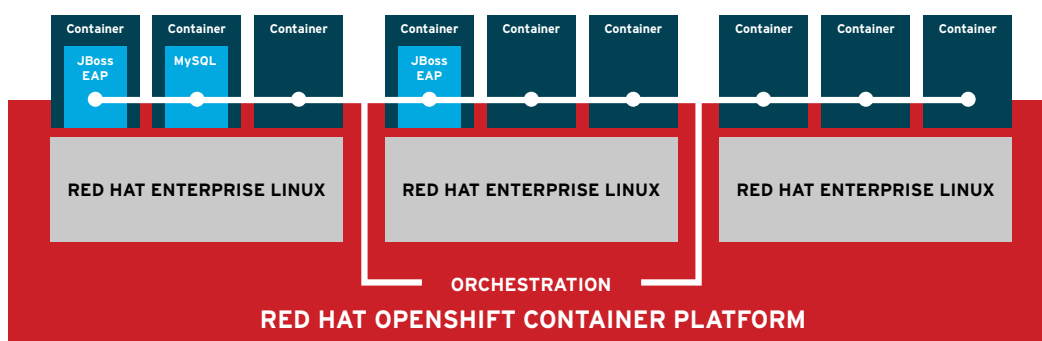 Container Container Container Container Container Container Container Container Container
JBoss EAP MySQL JBoss EAP
RED HAT ENTERPRISE LINUX RED HAT ENTERPRISE LINUX RED HAT ENTERPRISE LINUX
ORCHESTRATION
RED HAT OPENSHIFT CONTAINER PLATFORM